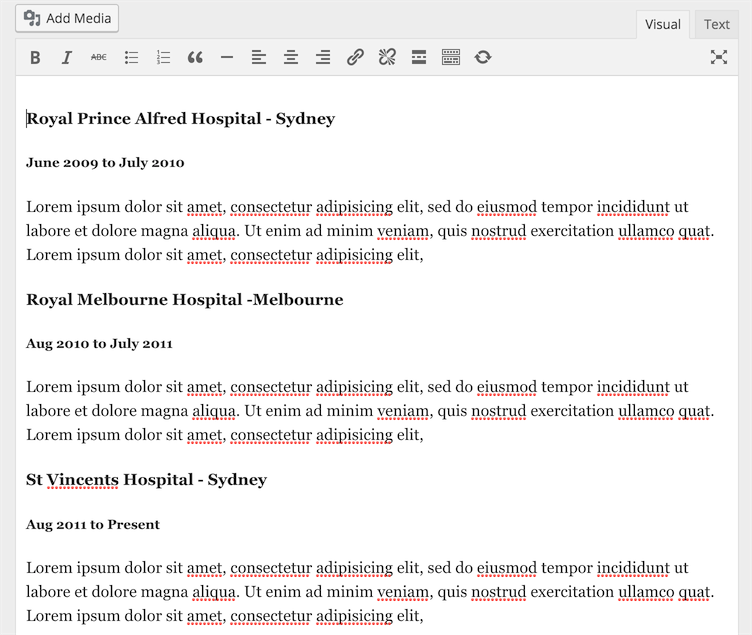 Add Media
Visual Text
B I ABC
Royal Prince Alfred Hospital - Sydney
June 2009 to July 2010
Lorem ipsum dolor sit amet, consectetur adipisicing elit, sed do eiusmod tempor incididunt ut
labore et dolore magna aliqua. Ut enim ad minim veniam, quis nostrud exercitation ullamco quat.
Lorem ipsum dolor sit amet, consectetur adipisicing elit,
Royal Melbourne Hospital -Melbourne
Aug 2010 to July 2011
Lorem ipsum dolor sit amet, consectetur adipisicing elit, sed do eiusmod tempor incididunt ut
labore et dolore magna aliqua. Ut enim ad minim veniam, quis nostrud exercitation ullamco quat.
Lorem ipsum dolor sit amet, consectetur adipisicing elit,
St Vincents Hospital - Sydney
Aug 2011 to Present
Lorem ipsum dolor sit amet, consectetur adipisicing elit, sed do eiusmod tempor incididunt ut
labore et dolore magna aliqua. Ut enim ad minim veniam, quis nostrud exercitation ullamco quat.
Lorem ipsum dolor sit amet, consectetur adipisicing elit,